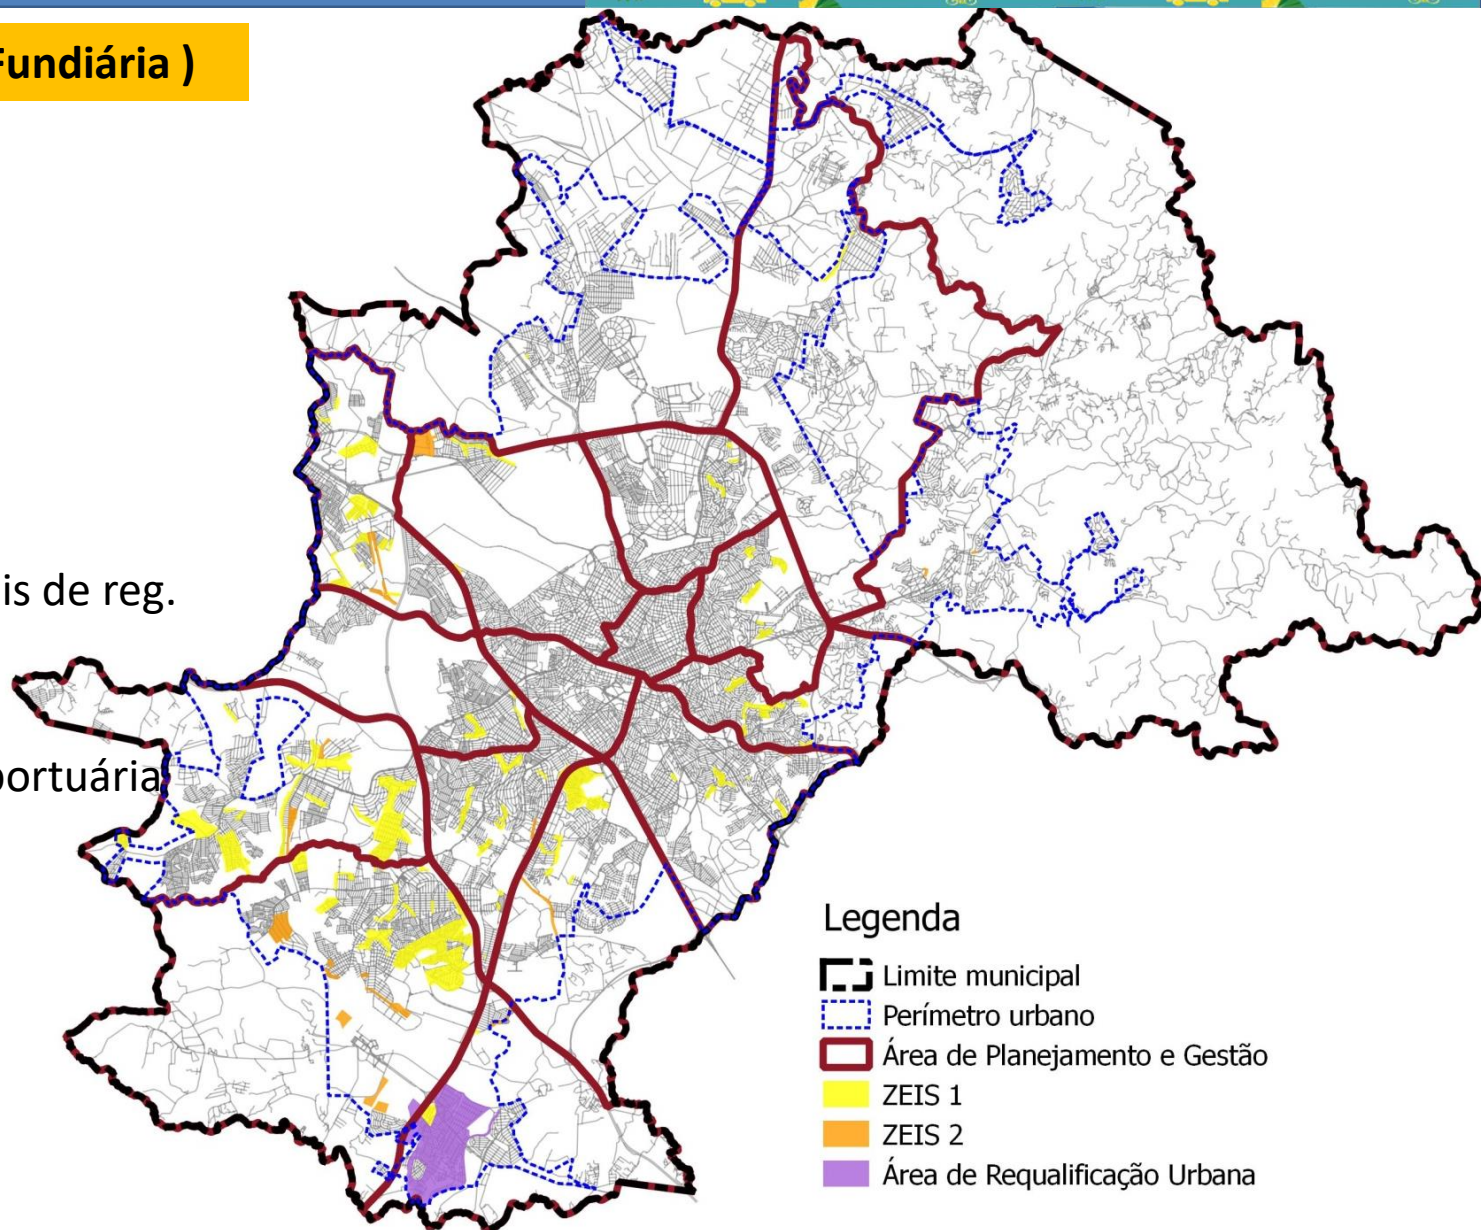 Fundiária )
is de reg.
portuária
Legenda
Limite municipal
Perímetro urbano
Área de Planejamento e Gestão
ZEIS 1
ZEIS 2
Área de Requalificação Urbana